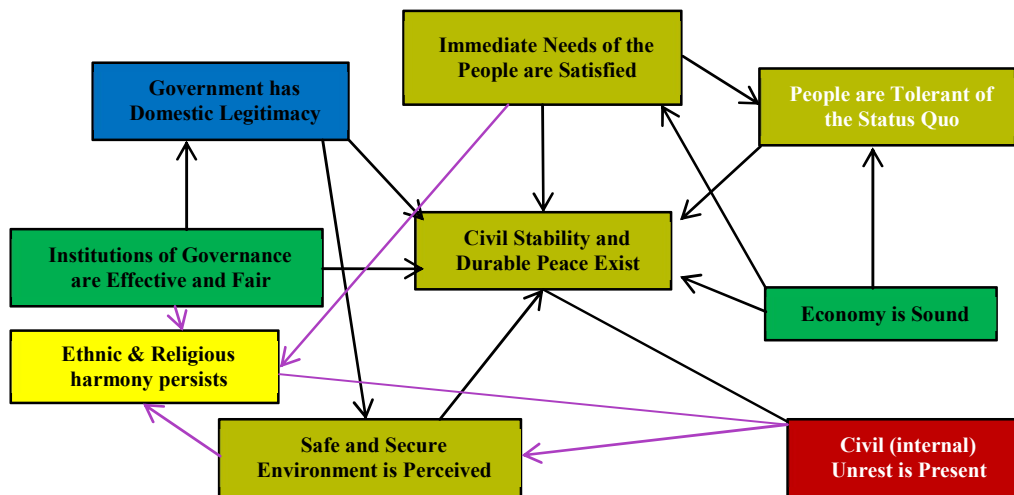 Immediate Needs of the
People are Satisfied
Government has
Domestic Legitimacy
People are Tolerant of
the Status Quo
Civil Stability and
Durable Peace Exist
Institutions of Governance
are Effective and Fair
Economy is Sound
Ethnic & Religious
harmony persists
Safe and Secure
Environment is Perceived
Civil (internal)
Unrest is Present